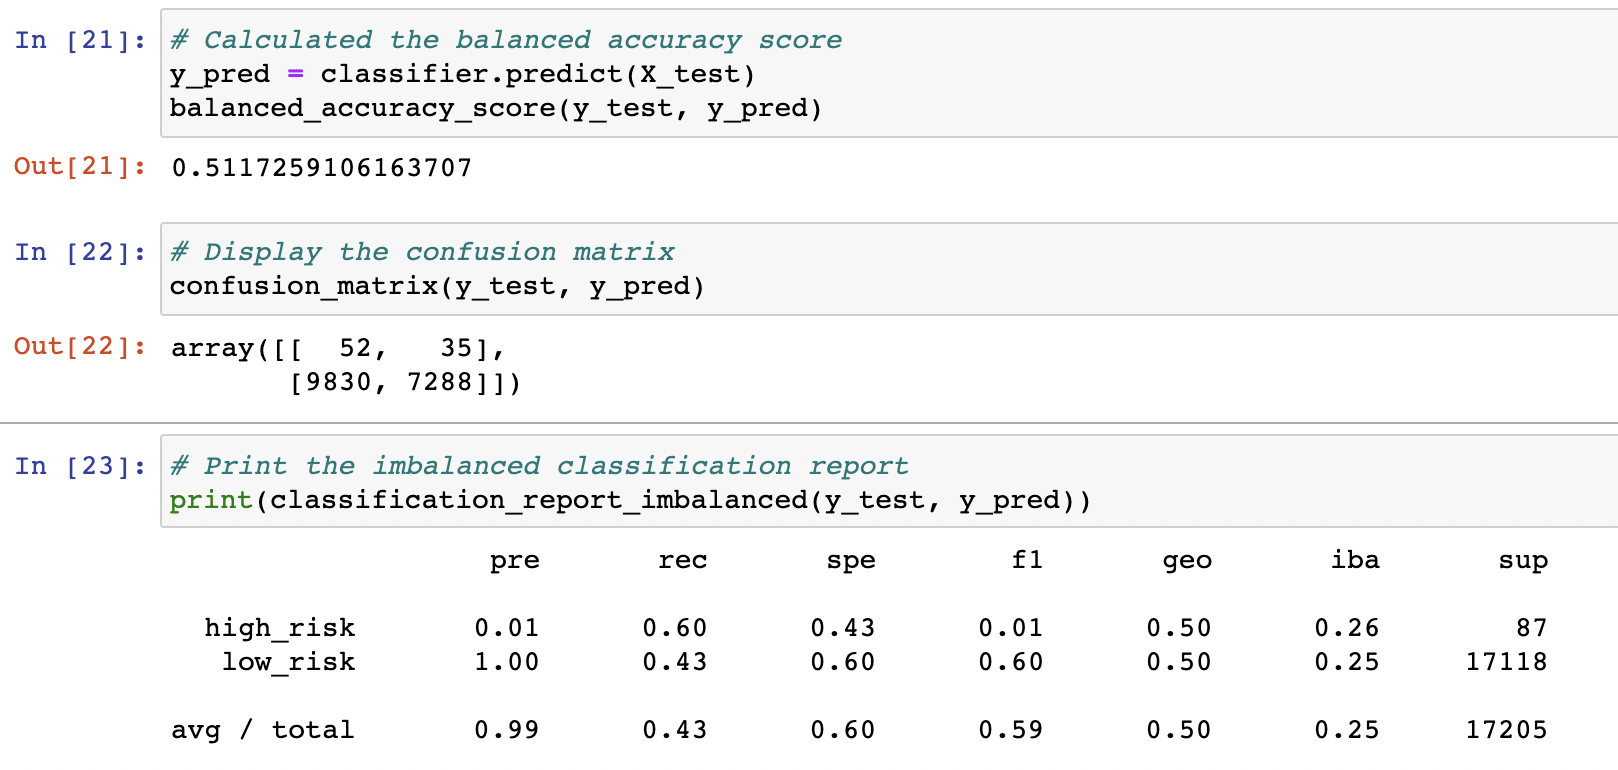 In [21]: # Calculated the balanced accuracy score
y_pred = classifier.predict(X_test)
balanced_accuracy_score(y_test, y_pred)
Out[21]: 0.5117259106163707
In [22]: # Display the confusion matrix
confusion_matrix(y_test, y_pred)
Out[22]: array([[  52,   35],
       [9830, 7288]])
In [23]: # Print the imbalanced classification report
print(classification_report_imbalanced(y_test, y_pred))
pre rec spe f1 geo iba sup
high_risk 0.01 0.60 0.43 0.01 0.50 0.26 87
low_risk 1.00 0.43 0.60 0.60 0.50 0.25 17118
avg / total 0.99 0.43 0.60 0.59 0.50 0.25 17205